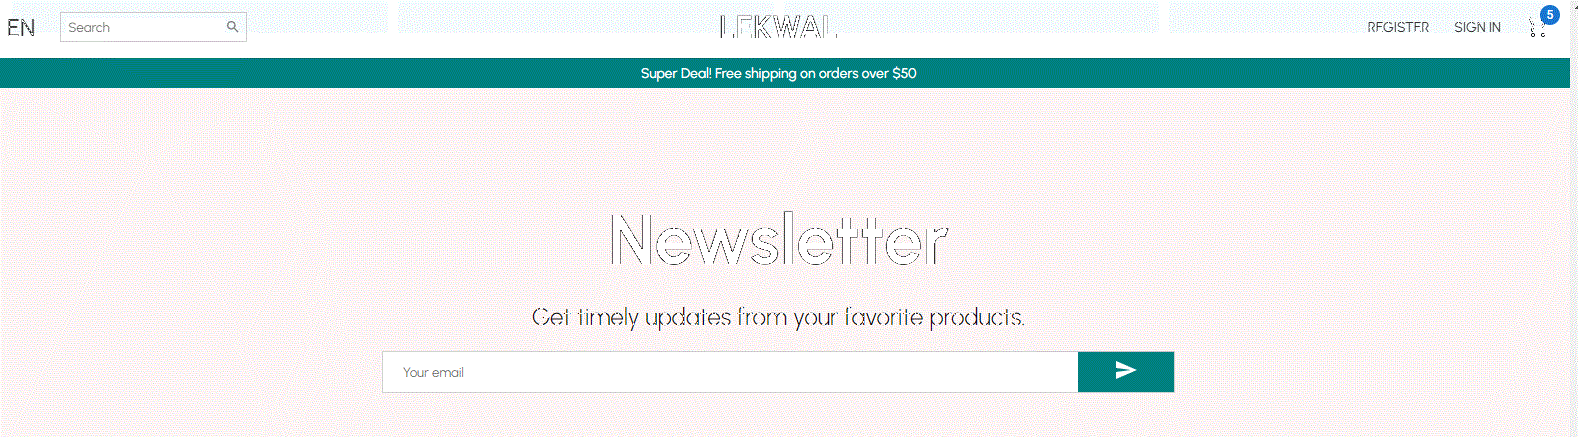 EN
Search
LEKWAL
REGISTER
SIGN IN
5
Super Deal! Free shipping on orders over $50
Newsletter
Get timely updates from your favorite products.
Your email